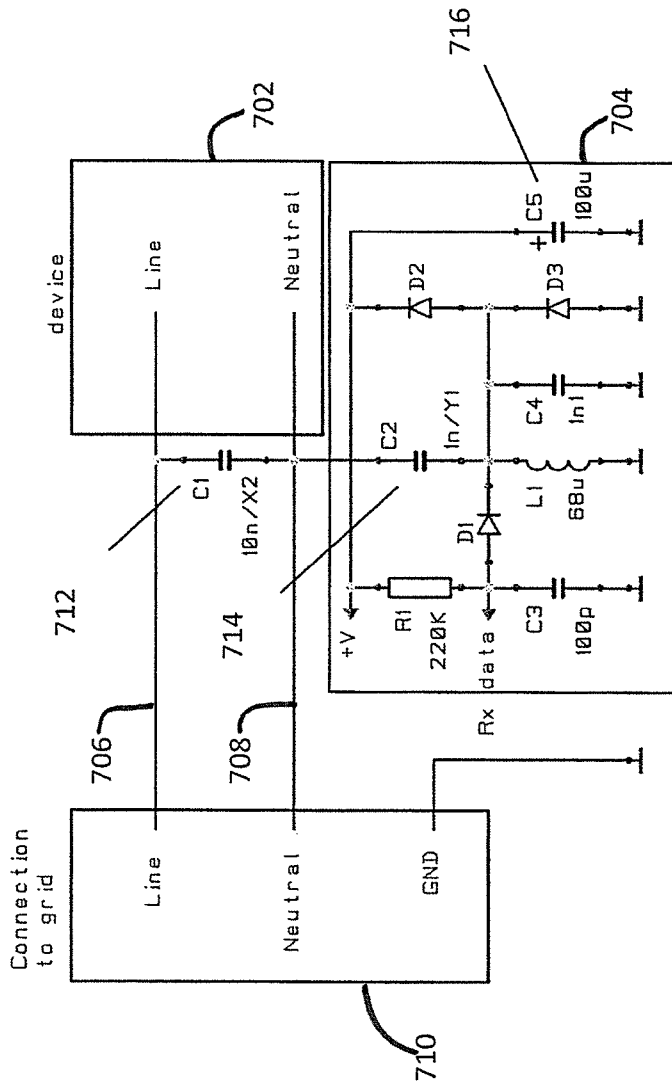 Connection
to grid
Line
Neutral
GND
710
706
708
712
714
C1
10n/X2
device
Line
Neutral
702
+V
R1
220K
Rx data
C3
100p
D1
C2
1n/Y1
L1
68u
C4
1n1
D2
D3
+
C5
100u
716
704